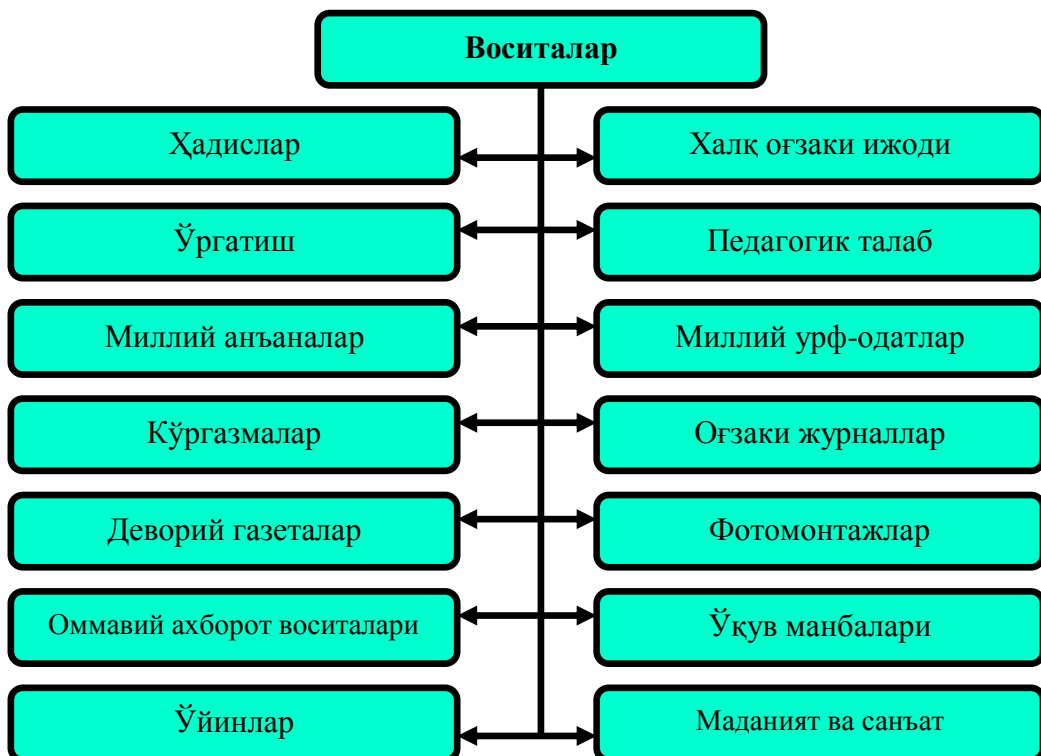 Воситалар
Ҳадислар
Халқ оғзаки ижоди
Ўргатиш
Педагогик талаб
Миллий анъаналар
Миллий урф-одатлар
Кўргазмалар
Оғзаки журналлар
Деворий газеталар
Фотомонтажлар
Оммавий ахборот воситалари
Ўқув манбалари
Ўйинлар
Маданият ва санъат